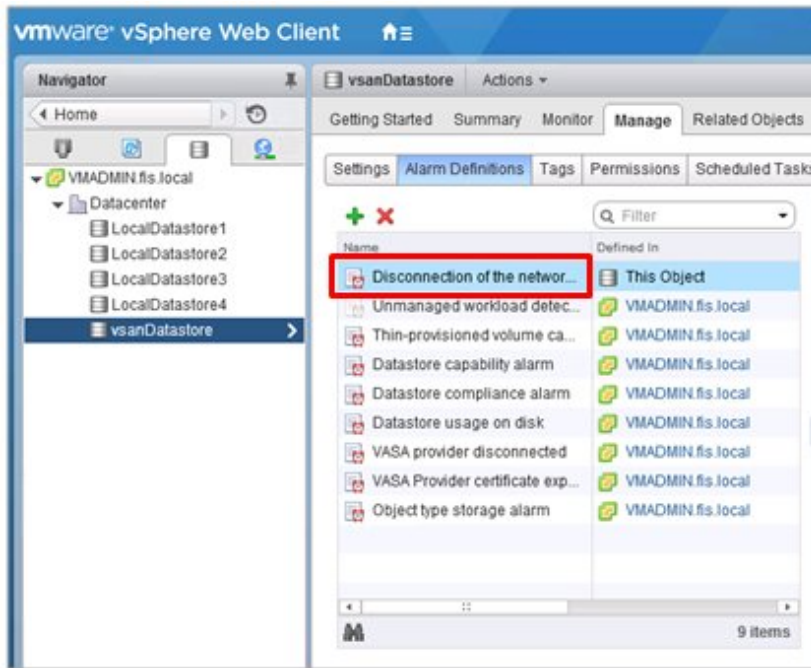 vmware® vSphere Web Client
Navigator
Home
VMADMIN.fis.local
Datacenter
LocalDatastore1
LocalDatastore2
LocalDatastore3
LocalDatastore4
vsanDatastore
vsanDatastore Actions
Getting Started Summary Monitor Manage Related Objects
Settings Alarm Definitions Tags Permissions Scheduled Tasks
Filter
Name Defined In
Disconnection of the networ... This Object
Unmanaged workload detec... VMADMIN.fis.local
Thin-provisioned volume ca... VMADMIN.fis.local
Datastore capability alarm VMADMIN.fis.local
Datastore compliance alarm VMADMIN.fis.local
Datastore usage on disk VMADMIN.fis.local
VASA provider disconnected VMADMIN.fis.local
VASA Provider certificate exp... VMADMIN.fis.local
Object type storage alarm VMADMIN.fis.local
9 items